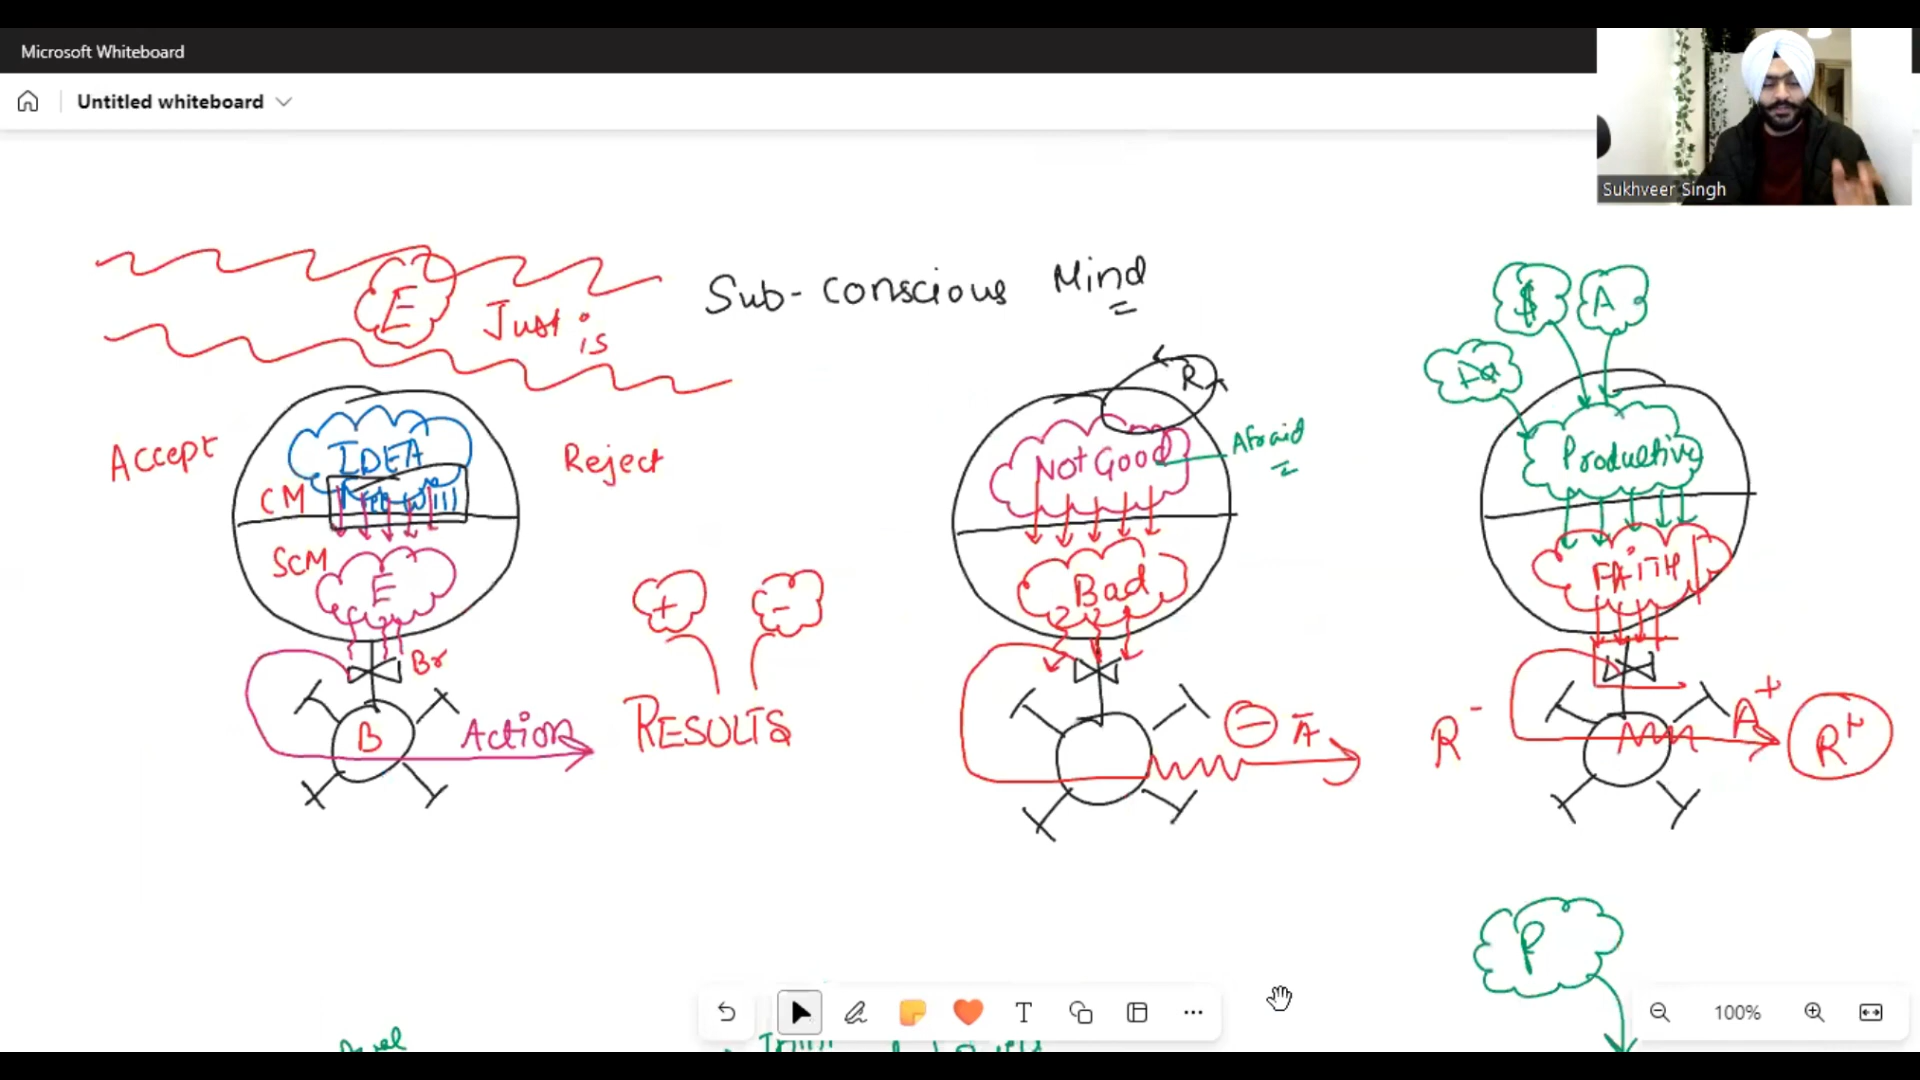 Microsoft Whiteboard
Untitled whiteboard
Sukhveer Singh
Sub-conscious Mind
E Just is
Accept
Reject
IDEA
CM
SCM
E
Br
B
Action
+
-
RESULTS
R
Not Good
Afraid
Bad
- A
$
A
Productive
FAITH
R-
A+
R+
P
T
100%